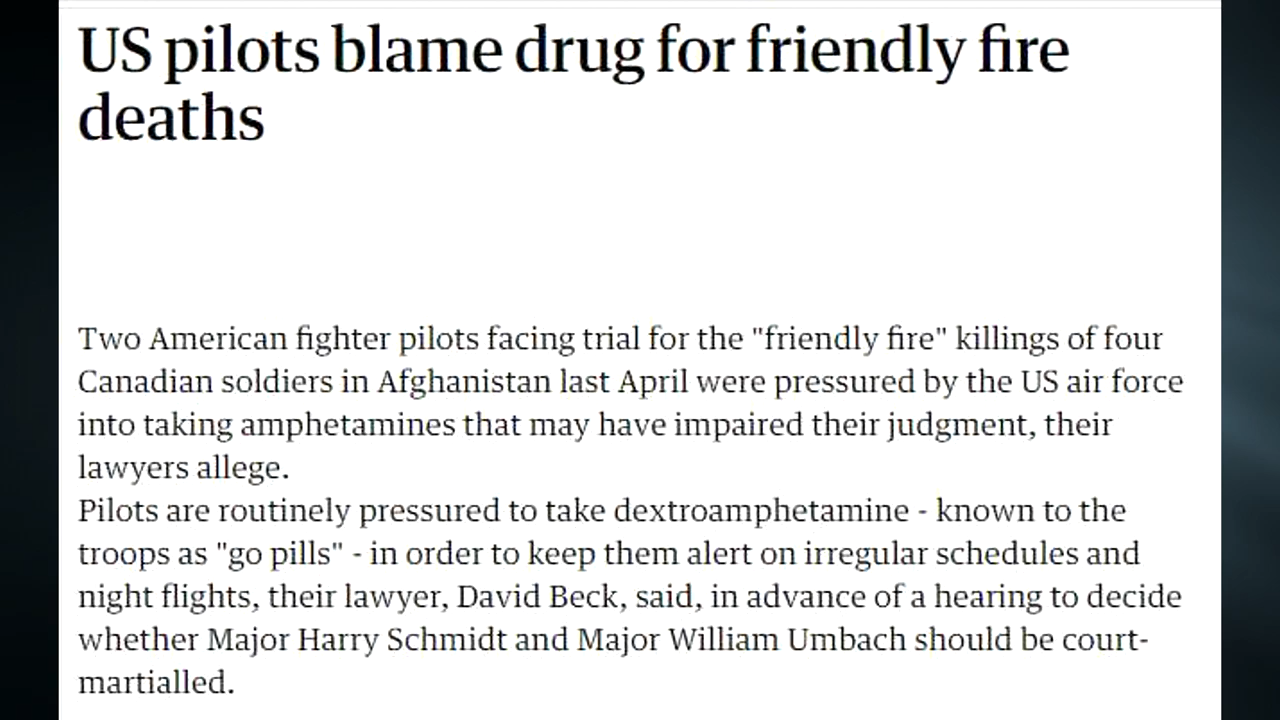 US pilots blame drug for friendly fire
deaths
Two American fighter pilots facing trial for the "friendly fire" killings of four
Canadian soldiers in Afghanistan last April were pressured by the US air force
into taking amphetamines that may have impaired their judgment, their
lawyers allege.
Pilots are routinely pressured to take dextroamphetamine - known to the
troops as "go pills" - in order to keep them alert on irregular schedules and
night flights, their lawyer, David Beck, said, in advance of a hearing to decide
whether Major Harry Schmidt and Major William Umbach should be court-
martialled.